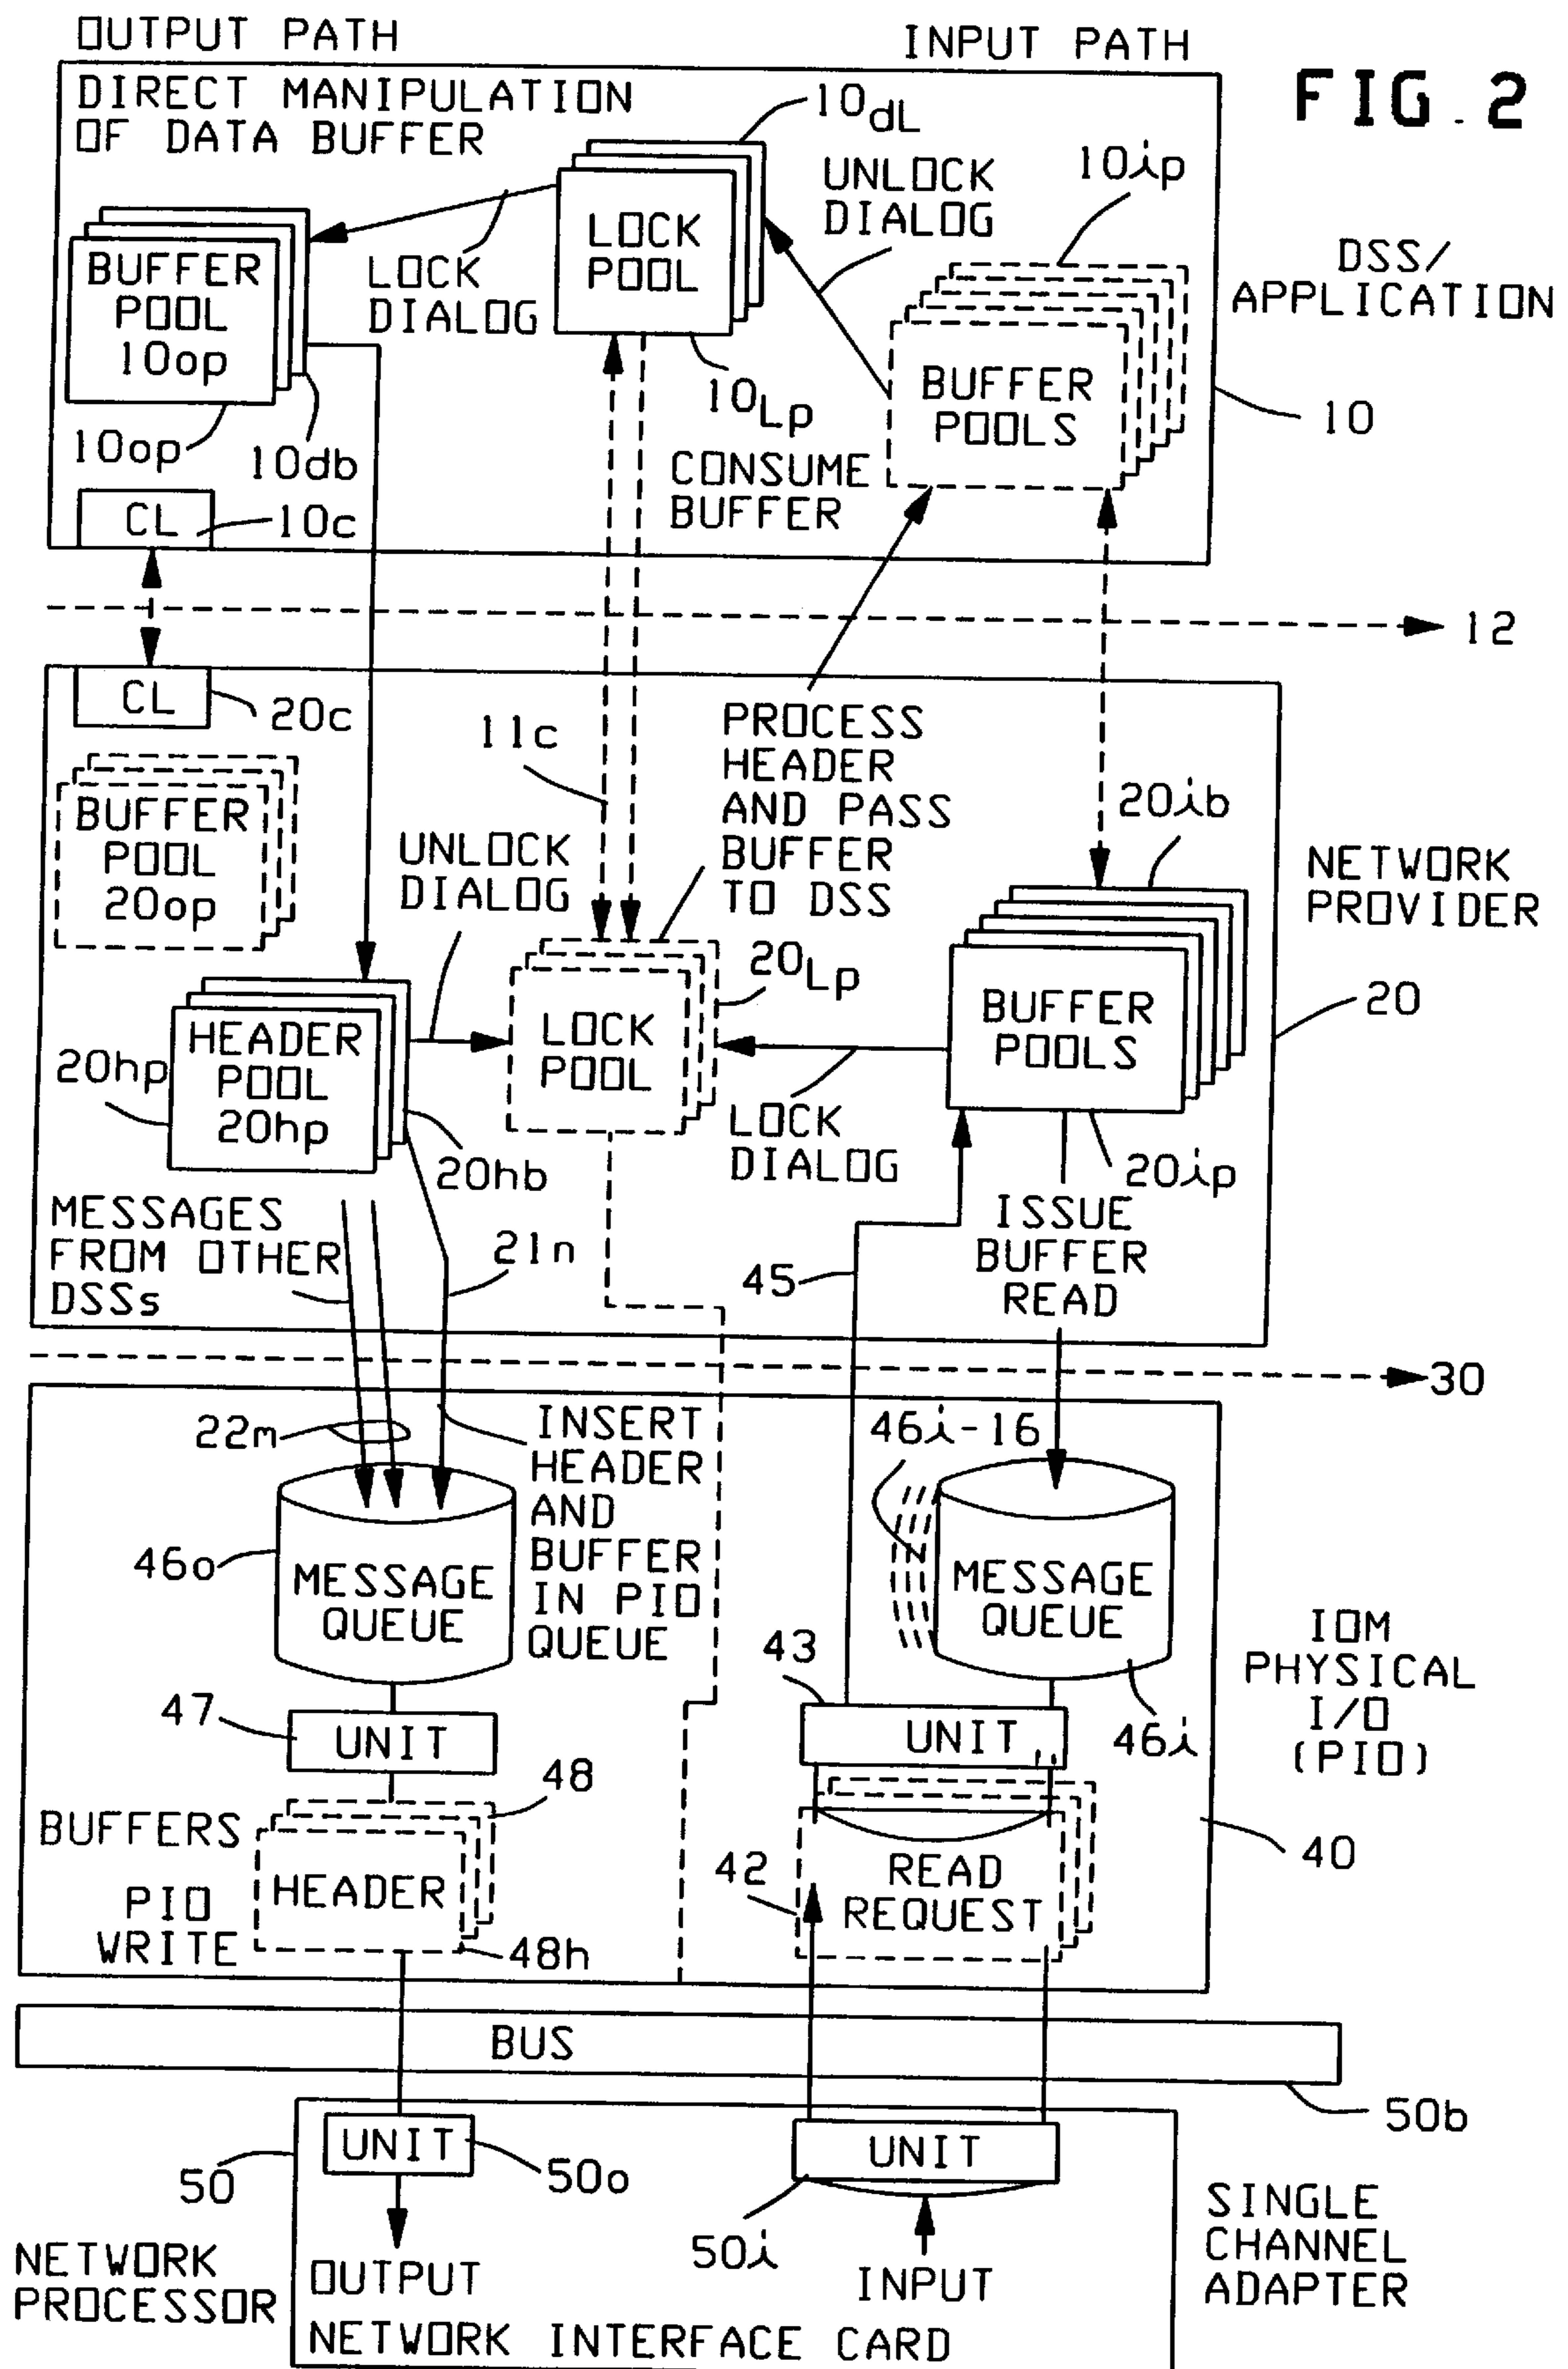 OUTPUT PATH
INPUT PATH
FIG. 2
DIRECT MANIPULATION
OF DATA BUFFER
10dL
UNLOCK
DIALOG
10ip
LOCK
POOL
BUFFER
POOL
10op
LOCK
DIALOG
DSS/
APPLICATION
BUFFER
POOLS
10Lp
10
10op
10db
CONSUME
BUFFER
CL
10c
12
CL
20c
11c
PROCESS
HEADER
AND PASS
BUFFER
TO DSS
20ib
BUFFER
POOL
20op
UNLOCK
DIALOG
NETWORK
PROVIDER
20Lp
20
HEADER
POOL
20hp
20hp
LOCK
POOL
BUFFER
POOLS
LOCK
DIALOG
20hb
20ip
MESSAGES
FROM OTHER
DSSs
21n
45
ISSUE
BUFFER
READ
30
22m
INSERT
HEADER
AND
BUFFER
IN PIO
QUEUE
46i-16
46o
MESSAGE
QUEUE
MESSAGE
QUEUE
43
IOM
PHYSICAL
I/O
(PIO)
47
UNIT
UNIT
46i
48
BUFFERS
HEADER
42
READ
REQUEST
40
PIO
WRITE
48h
BUS
50b
UNIT
50
50o
UNIT
50i
SINGLE
CHANNEL
ADAPTER
NETWORK
PROCESSOR
OUTPUT
INPUT
NETWORK INTERFACE CARD